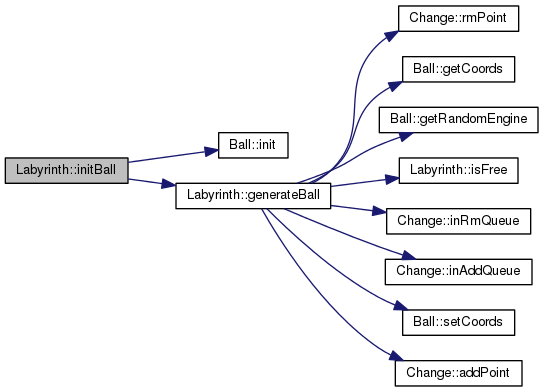 Labyrinth::initBall
Ball::init
Labyrinth::generateBall
Change::rmPoint
Ball::getCoords
Ball::getRandomEngine
Labyrinth::isFree
Change::inRmQueue
Change::inAddQueue
Ball::setCoords
Change::addPoint